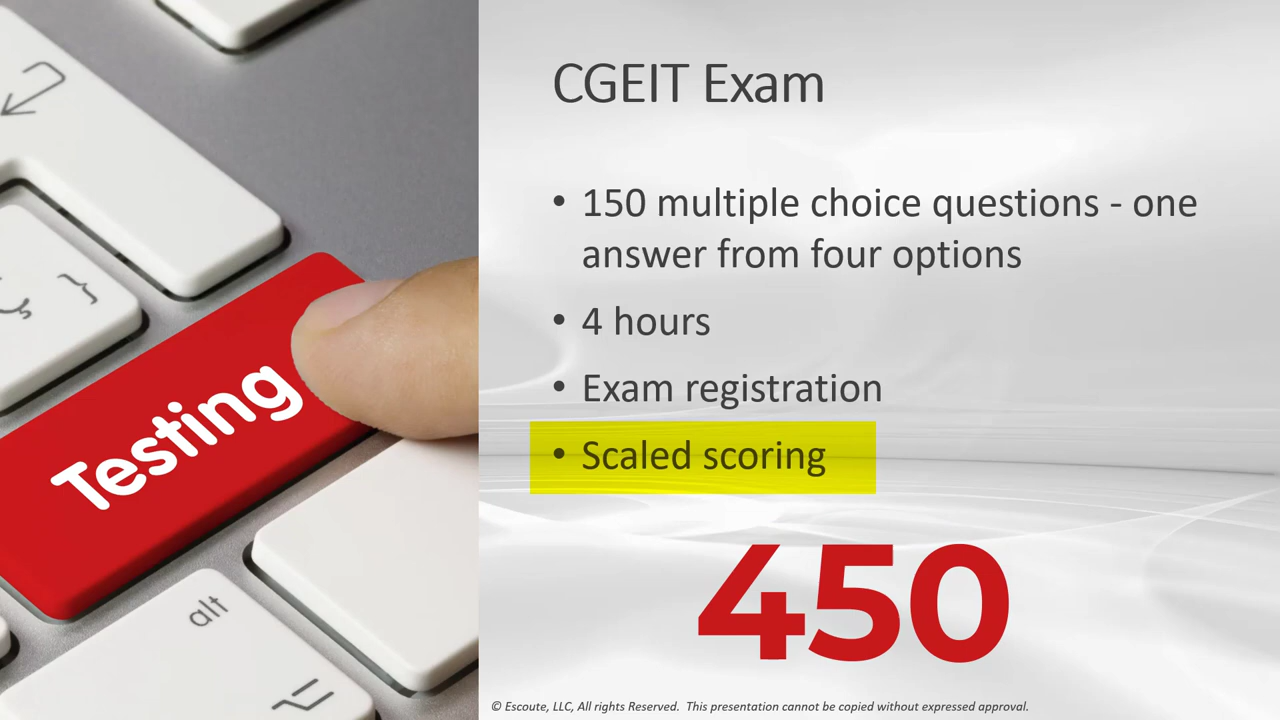 CGEIT Exam
• 150 multiple choice questions - one
answer from four options
• 4 hours
• Exam registration
• Scaled scoring
450
Testing
alt
© Escoute, LLC, All rights Reserved. This presentation cannot be copied without expressed approval.